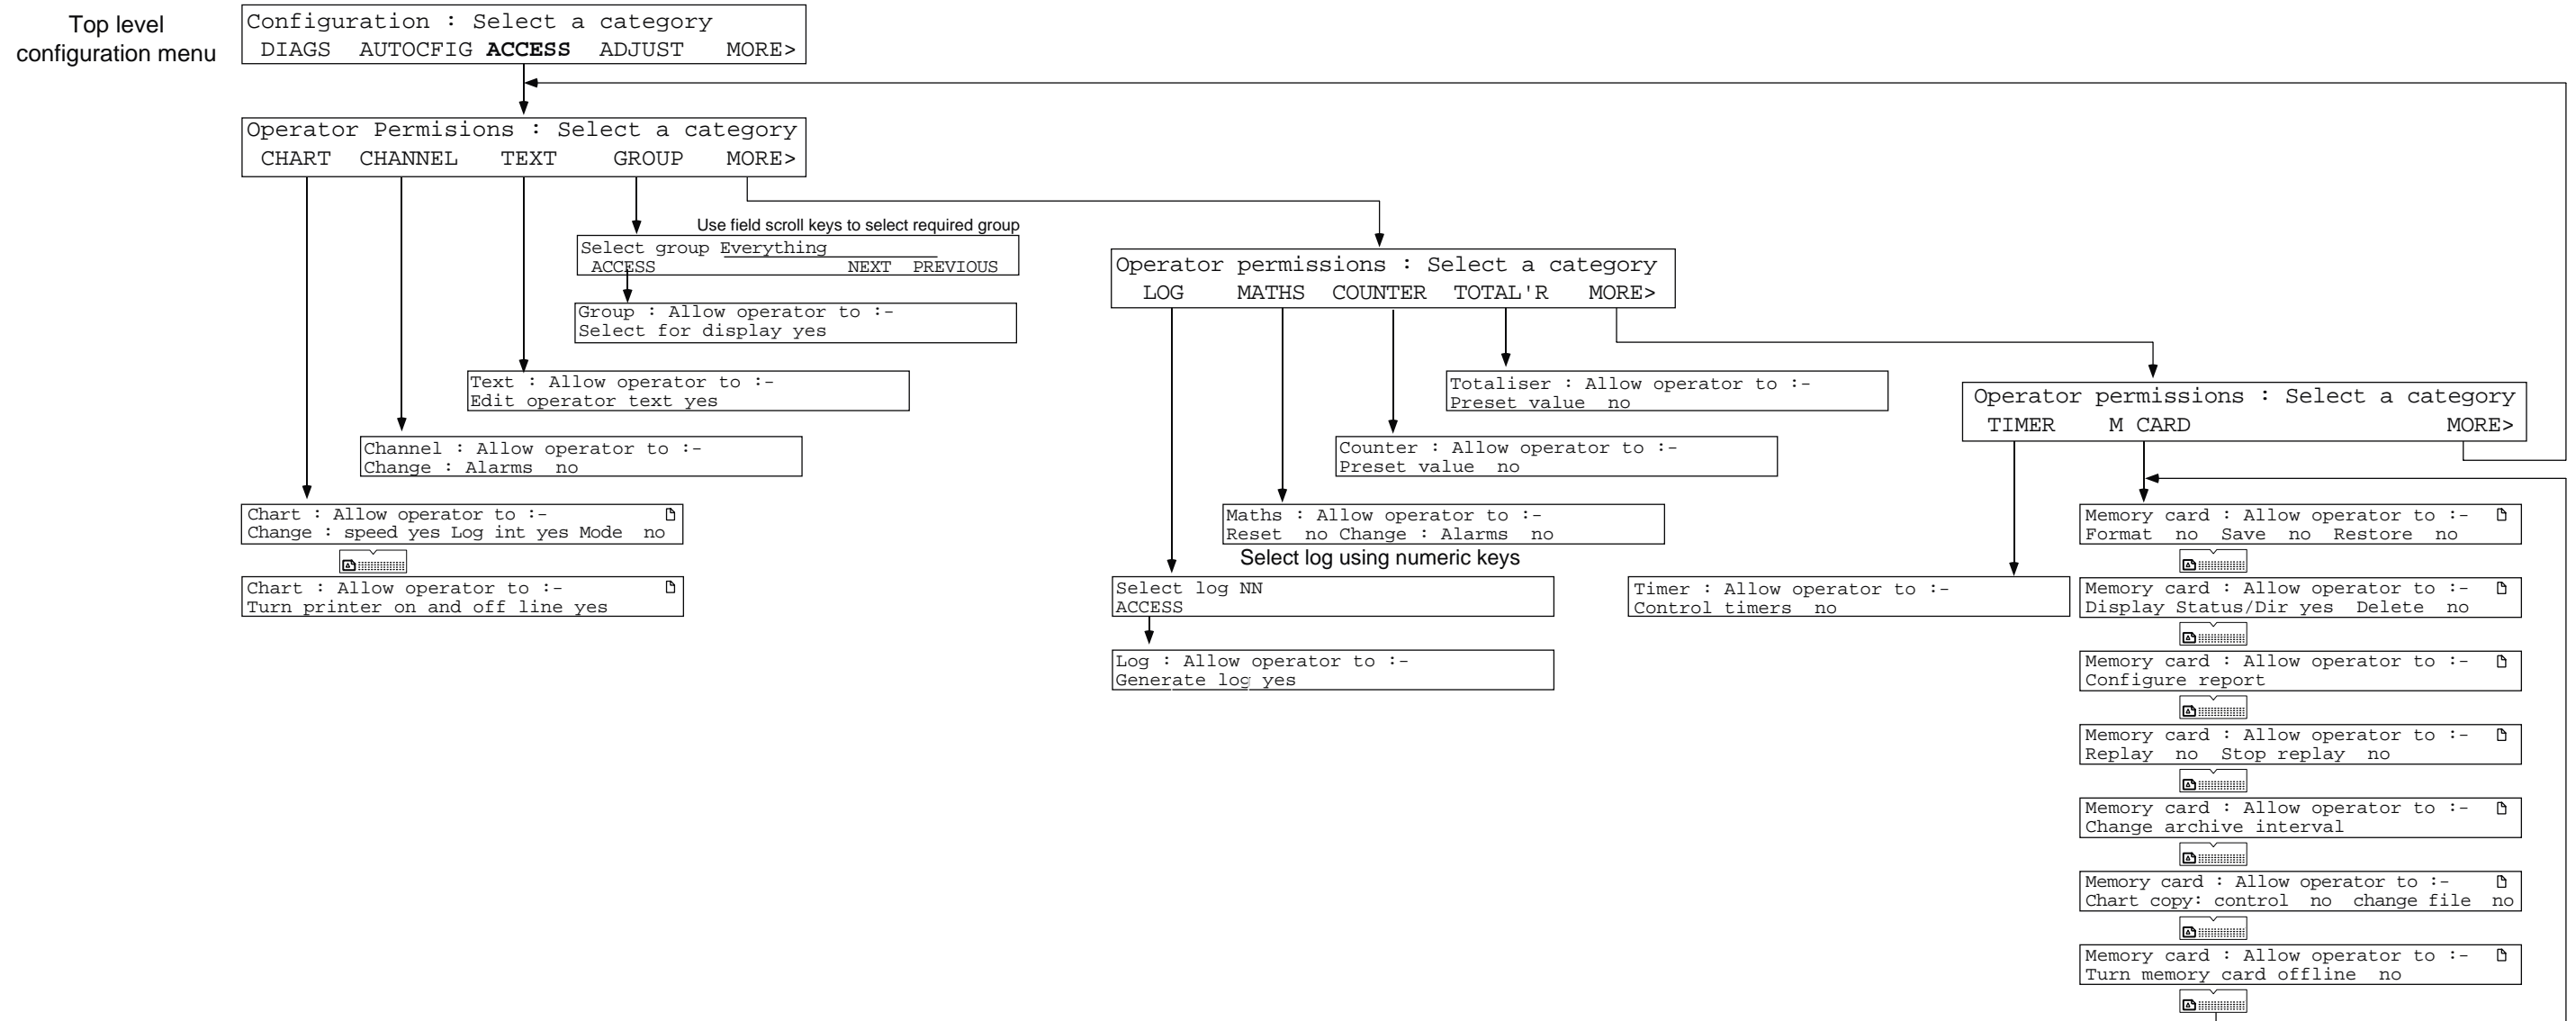 Top level
configuration menu
Configuration : Select a category
DIAGS AUTOCFIG ACCESS ADJUST MORE>
Operator Permisions : Select a category
CHART CHANNEL TEXT GROUP MORE>
Use field scroll keys to select required group
Select group Everything
ACCESS NEXT PREVIOUS
Group : Allow operator to :-
Select for display yes
Text : Allow operator to :-
Edit operator text yes
Channel : Allow operator to :-
Change : Alarms no
Chart : Allow operator to :-
Change : speed yes Log int yes Mode no
Chart : Allow operator to :-
Turn printer on and off line yes
Operator permissions : Select a category
LOG MATHS COUNTER TOTAL'R MORE>
Totaliser : Allow operator to :-
Preset value no
Counter : Allow operator to :-
Preset value no
Maths : Allow operator to :-
Reset no Change : Alarms no
Select log using numeric keys
Select log NN
ACCESS
Log : Allow operator to :-
Generate log yes
Operator permissions : Select a category
TIMER M CARD MORE>
Timer : Allow operator to :-
Control timers no
Memory card : Allow operator to :-
Format no Save no Restore no
Memory card : Allow operator to :-
Display Status/Dir yes Delete no
Memory card : Allow operator to :-
Configure report
Memory card : Allow operator to :-
Replay no Stop replay no
Memory card : Allow operator to :-
Change archive interval
Memory card : Allow operator to :-
Chart copy: control no change file no
Memory card : Allow operator to :-
Turn memory card offline no